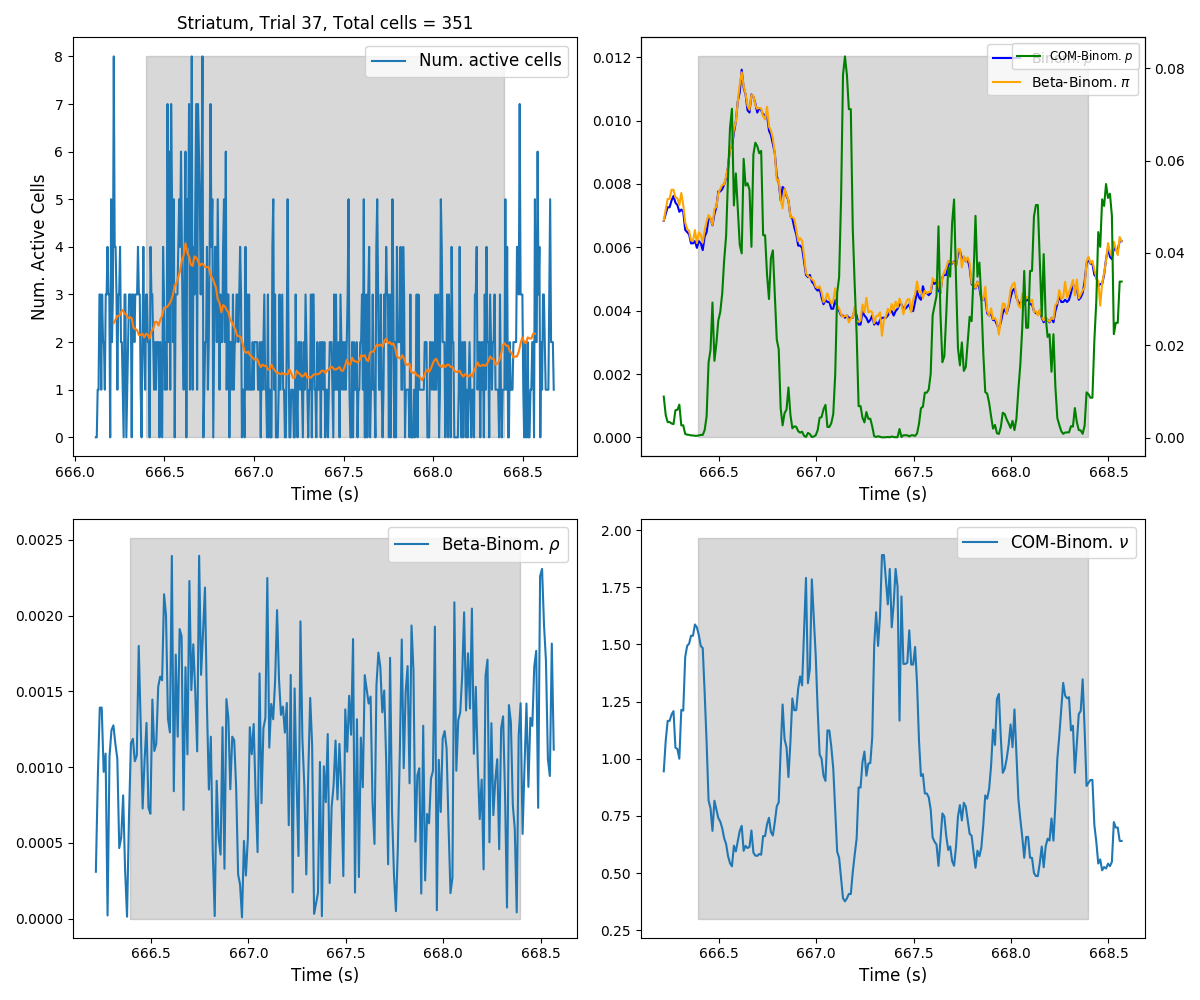 Striatum, Trial 37, Total cells = 351
Num. active cells
8
7
6
5
4
3
2
1
0
Num. Active Cells
666.0 666.5 667.0 667.5 668.0 668.5
Time (s)
COM-Binom. p
Beta-Binom. π
0.012
0.010
0.008
0.006
0.004
0.002
0.000
0.08
0.06
0.04
0.02
0.00
666.5 667.0 667.5 668.0 668.5
Time (s)
Beta-Binom. ρ
0.0025
0.0020
0.0015
0.0010
0.0005
0.0000
666.5 667.0 667.5 668.0 668.5
Time (s)
COM-Binom. ν
2.00
1.75
1.50
1.25
1.00
0.75
0.50
0.25
666.5 667.0 667.5 668.0 668.5
Time (s)